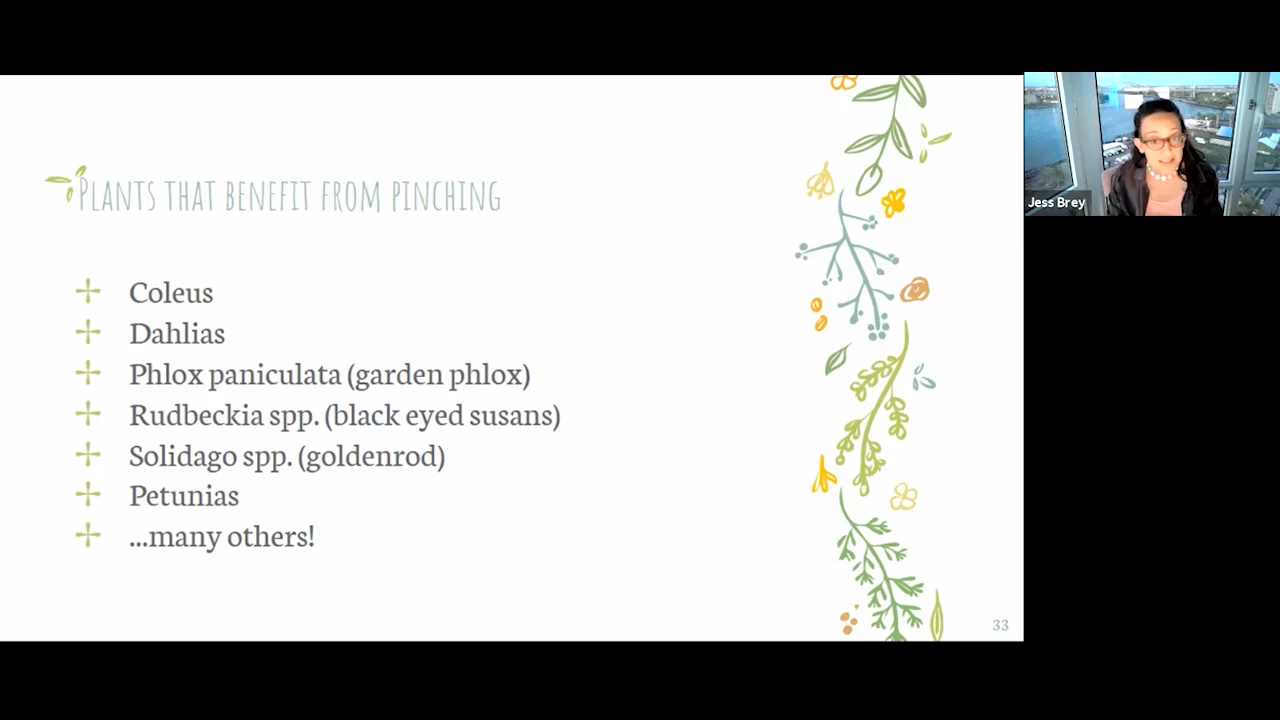 Plants that benefit from pinching
Coleus
Dahlias
Phlox paniculata (garden phlox)
Rudbeckia spp. (black eyed susans)
Solidago spp. (goldenrod)
Petunias
...many others!
33
Jess Brey